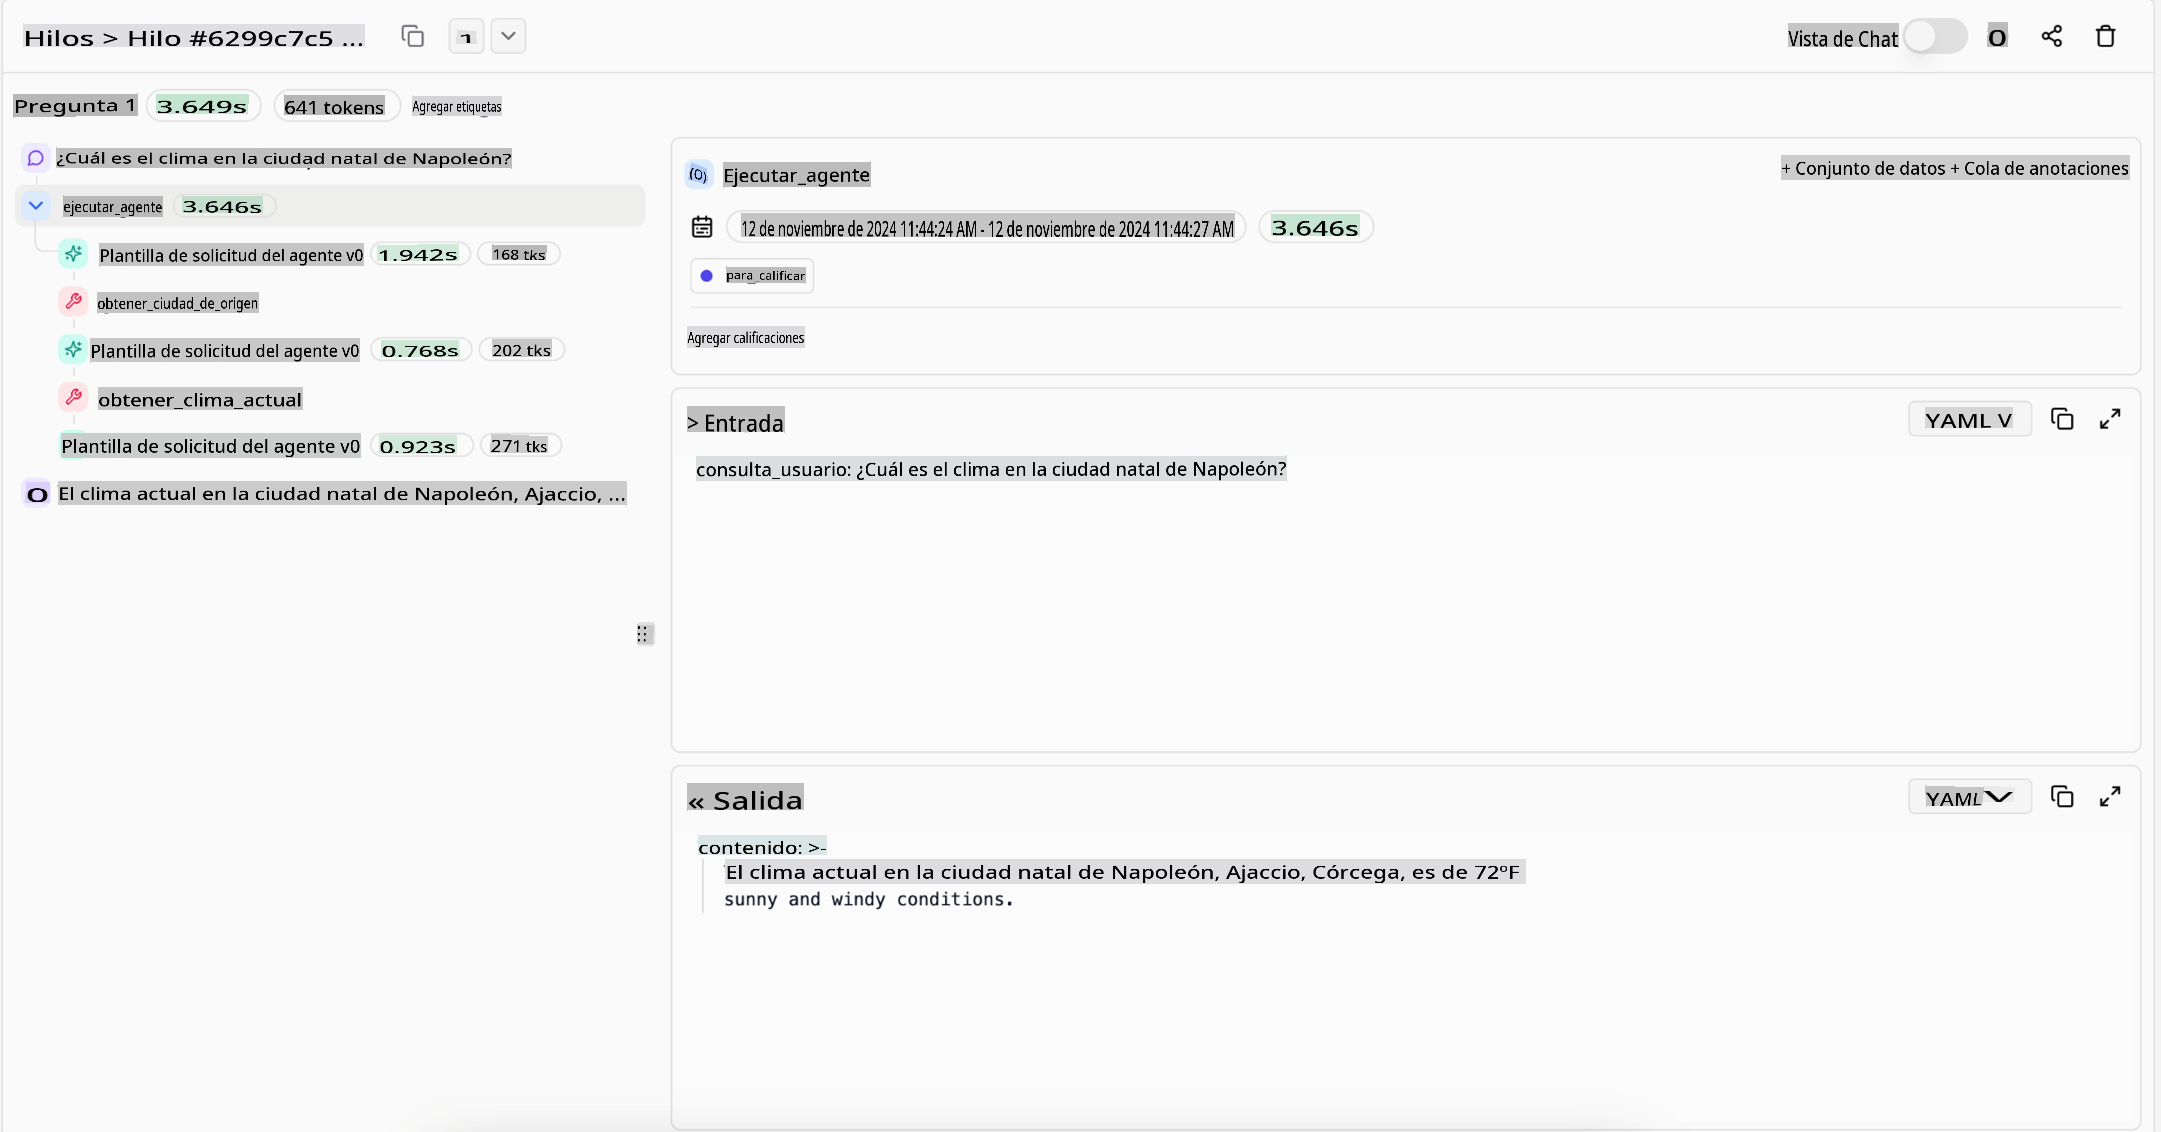 Hilos > Hilo #6299c7c5 ...
Vista de Chat
Pregunta 1 3.649s 641 tokens Agregar etiquetas
¿Cuál es el clima en la ciudad natal de Napoleón?
ejecutar_agente 3.646s
Plantilla de solicitud del agente v0 1.942s 168 tks
obtener_ciudad_de_origen
Plantilla de solicitud del agente v0 0.768s 202 tks
obtener_clima_actual
Plantilla de solicitud del agente v0 0.923s 271 tks
O El clima actual en la ciudad natal de Napoleón, Ajaccio, ...
Ejecutar_agente
+ Conjunto de datos + Cola de anotaciones
12 de noviembre de 2024 11:44:24 AM - 12 de noviembre de 2024 11:44:27 AM 3.646s
para_calificar
Agregar calificaciones
> Entrada
YAML V
consulta_usuario: ¿Cuál es el clima en la ciudad natal de Napoleón?
« Salida
YAML
contenido: >-
El clima actual en la ciudad natal de Napoleón, Ajaccio, Córcega, es de 72°F
sunny and windy conditions.